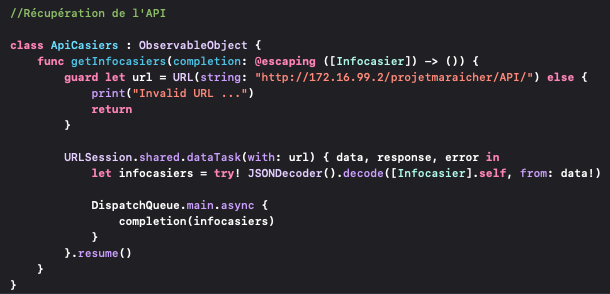 //Récupération de l'API
class ApiCasiers : ObservableObject {
func getInfocasiers(completion: @escaping ([Infocasier]) -> ()) {
guard let url = URL(string: "http://172.16.99.2/projetmaraicher/API/") else {
print("Invalid URL ...")
return
}
URLSession.shared.dataTask(with: url) { data, response, error in
let infocasiers = try! JSONDecoder().decode([Infocasier].self, from: data!)
DispatchQueue.main.async {
completion(infocasiers)
}
}.resume()
}
}